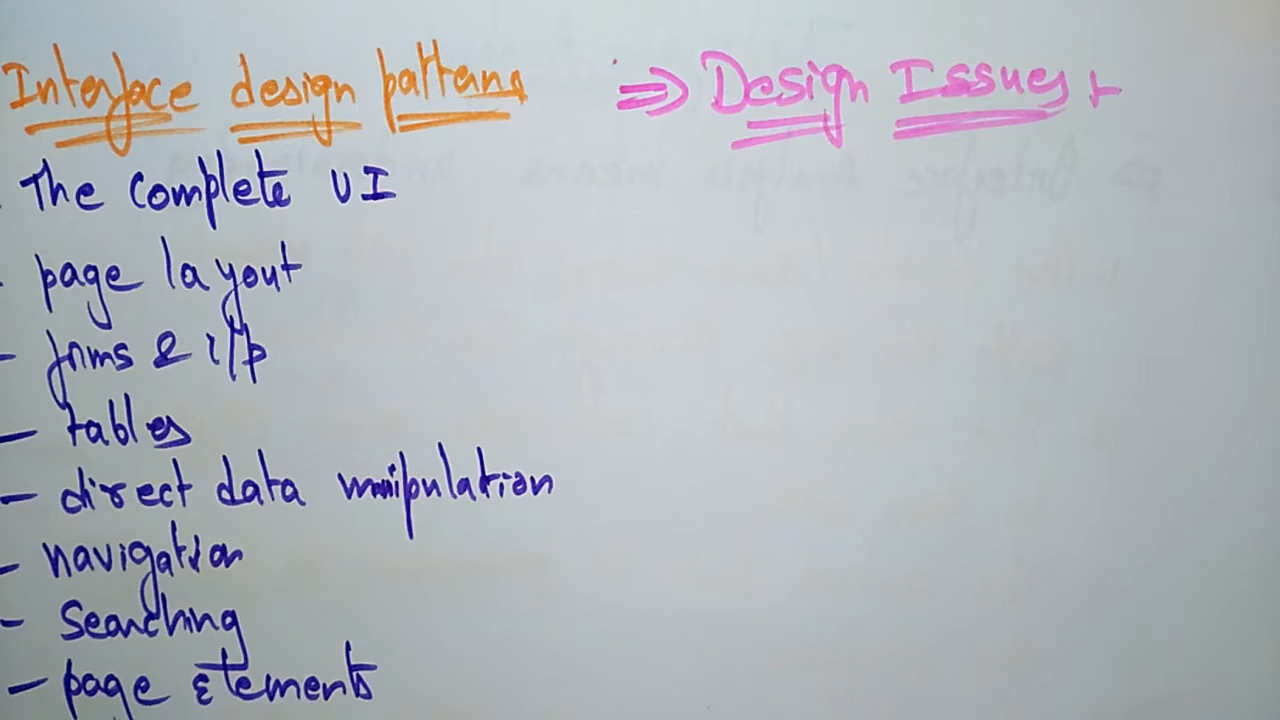 Interface design patterns
⇒ Design Issues :-
The complete UI
- page layout
- forms & i/p
- tables
- direct data manipulation
- navigation
- Searching
- page Elements